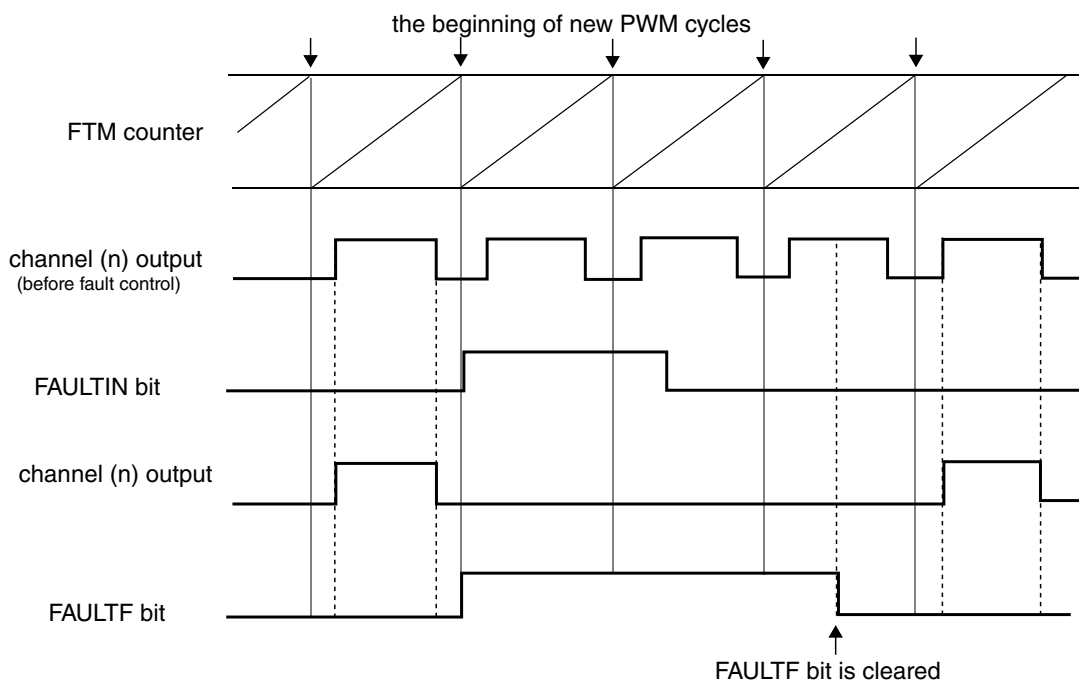 the beginning of new PWM cycles
FTM counter
channel (n) output
(before fault control)
FAULTIN bit
channel (n) output
FAULTF bit
FAULTF bit is cleared